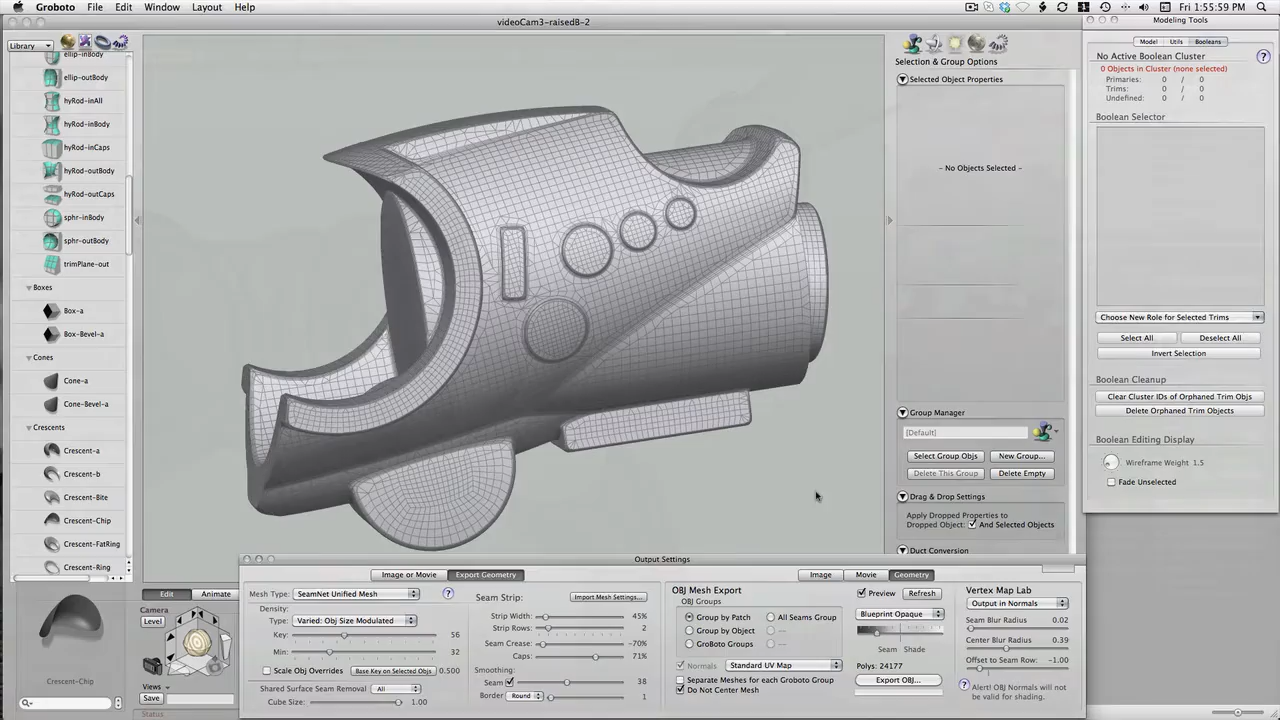 Groboto File Edit Window Layout Help
Fri 1:55:59 PM
videoCam3-raisedB-2
Modeling Tools
Library
ellip-inBody
ellip-outBody
hyRod-inAll
hyRod-inBody
hyRod-inCaps
hyRod-outBody
hyRod-outCaps
sphr-inBody
sphr-outBody
trimPlane-out
Boxes
Box-a
Box-Bevel-a
Cones
Cone-a
Cone-Bevel-a
Crescents
Crescent-a
Crescent-b
Crescent-Bite
Crescent-Chip
Crescent-FatRing
Crescent-Ring
Crescent-Chip
Edit Animate
Camera
Level
Views
Save
Status
Selection & Group Options
Selected Object Properties
- No Objects Selected -
Group Manager
[Default]
Select Group Objs New Group...
Delete This Group Delete Empty
Drag & Drop Settings
Apply Dropped Properties to
Dropped Object: And Selected Objects
Duct Conversion
Model Utils Booleans
No Active Boolean Cluster ?
0 Objects in Cluster (none selected)
Primaries: 0 / 0
Trims: 0 / 0
Undefined: 0 / 0
Boolean Selector
Choose New Role for Selected Trims
Select All Deselect All
Invert Selection
Boolean Cleanup
Clear Cluster IDs of Orphaned Trim Objs
Delete Orphaned Trim Objects
Boolean Editing Display
Wireframe Weight 1.5
Fade Unselected
Output Settings
Image or Movie Export Geometry
Mesh Type: SeamNet Unified Mesh ?
Density:
Type: Varied: Obj Size Modulated
Key: 56
Min: 32
Scale Obj Overrides Base Key on Selected Objs 0.500
Shared Surface Seam Removal All
Cube Size: 1.00
Seam Strip: Import Mesh Settings...
Strip Width: 45%
Strip Rows: 2
Seam Crease: -70%
Caps: 71%
Smoothing:
Seam 38
Border Round 1
Image Movie Geometry
OBJ Mesh Export
OBJ Groups
Group by Patch All Seams Group
Group by Object ---
GroBoto Groups ---
Normals Standard UV Map
Separate Meshes for each Groboto Group
Do Not Center Mesh
Preview Refresh
Blueprint Opaque
Seam Shade
Polys: 24177
Export OBJ...
Vertex Map Lab
Output in Normals
Seam Blur Radius 0.02
Center Blur Radius 0.39
Offset to Seam Row: -1.00
? Alert! OBJ Normals will not
be valid for shading.